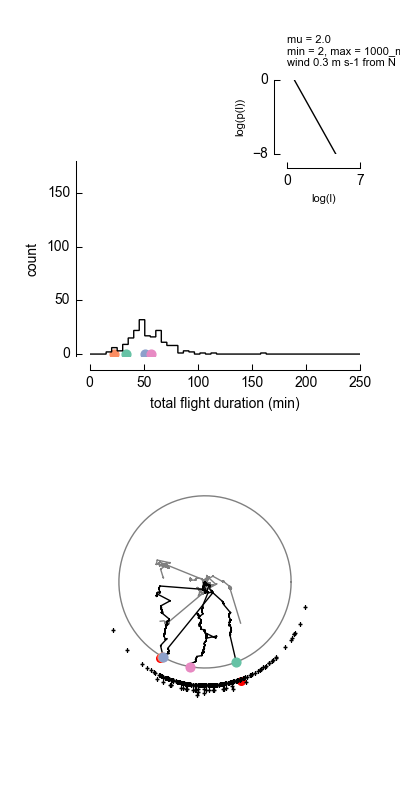 mu = 2.0
min = 2, max = 1000_m
wind 0.3 m s-1 from N
0
−8
log(p(l))
0
7
log(l)
150
100
50
0
count
0
50
100
150
200
250
total flight duration (min)